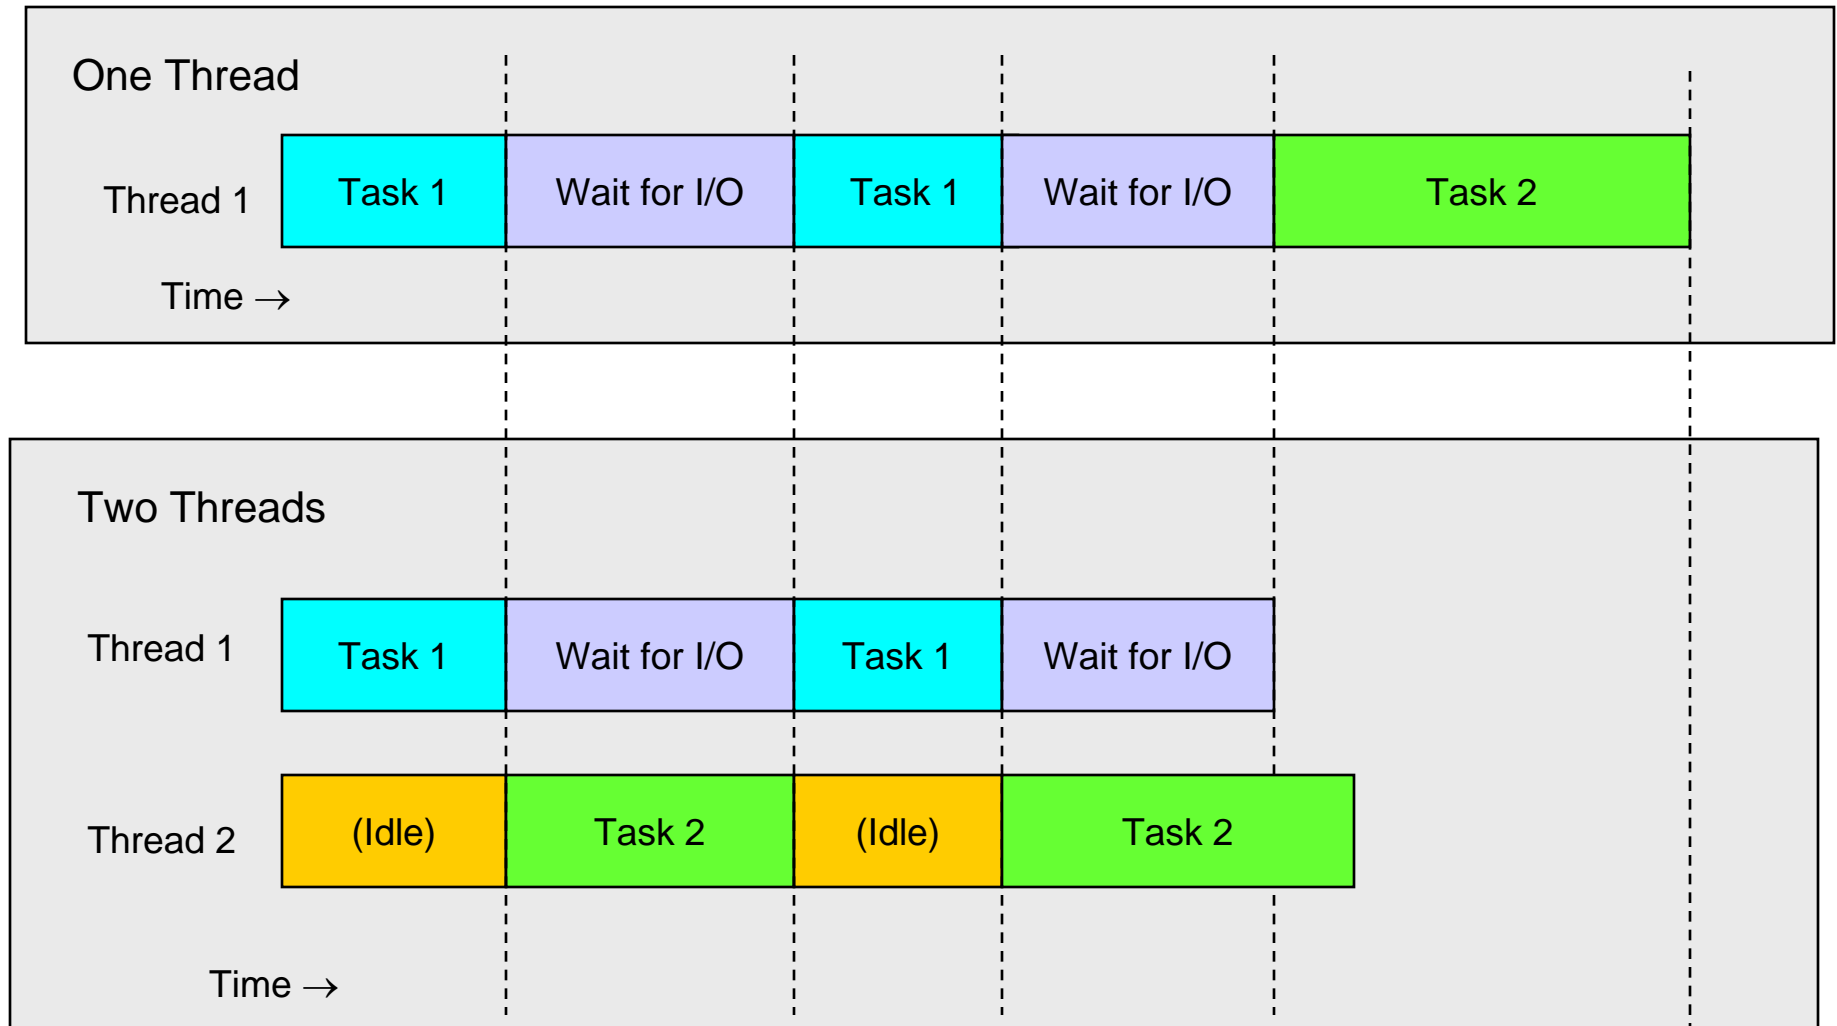 One Thread
Thread 1 Task 1 Wait for I/O Task 1 Wait for I/O Task 2
Time →
Two Threads
Thread 1 Task 1 Wait for I/O Task 1 Wait for I/O
Thread 2 (Idle) Task 2 (Idle) Task 2
Time →